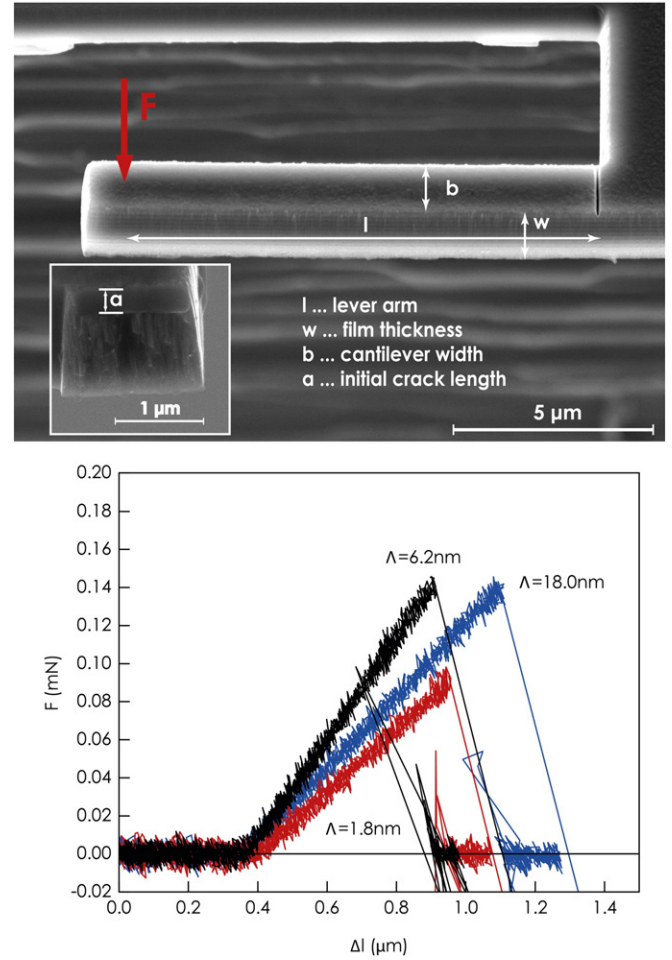 F
b
l
w
a
l ... lever arm
w ... film thickness
b ... cantilever width
a ... initial crack length
1 µm
5 µm
0.20
0.18
0.16
0.14
0.12
0.10
0.08
0.06
0.04
0.02
0.00
-0.02
F (mN)
Λ=6.2nm
Λ=18.0nm
Λ=1.8nm
0.0 0.2 0.4 0.6 0.8 1.0 1.2 1.4
Δl (µm)